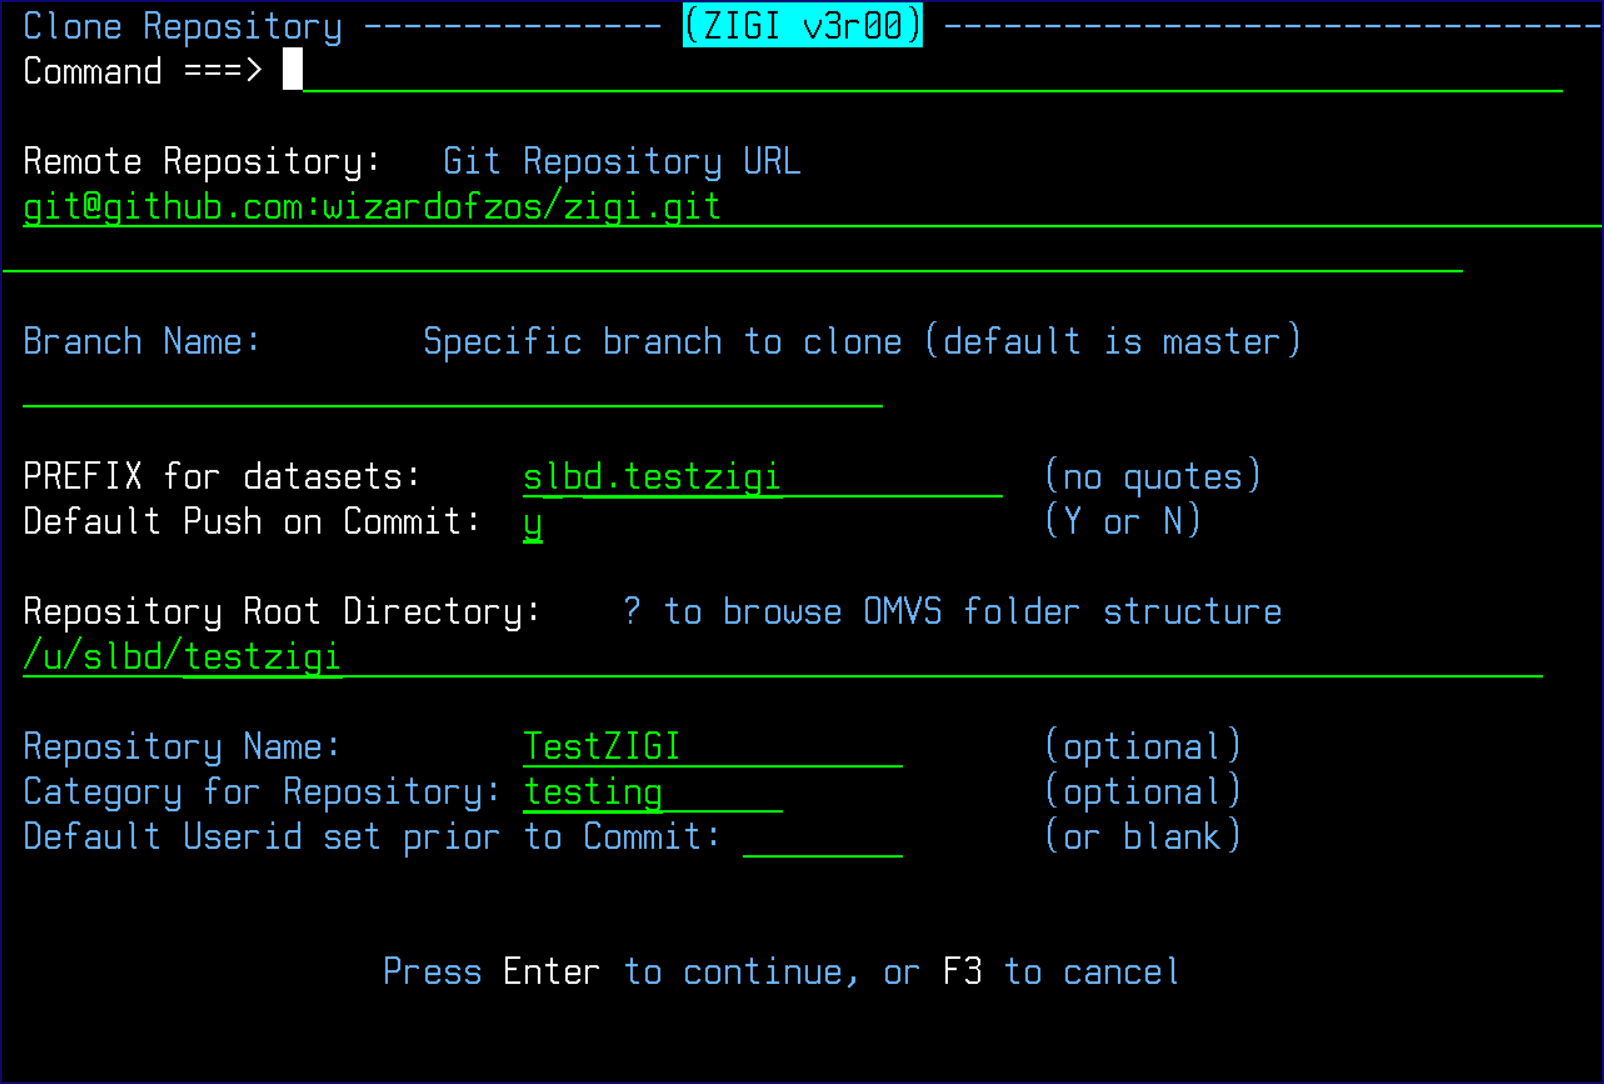 Clone Repository --------------- (ZIGI v3r00) ---------------------------------
Command ===>
Remote Repository:   Git Repository URL
git@github.com:wizardofzos/zigi.git
Branch Name:        Specific branch to clone (default is master)
PREFIX for datasets:     slbd.testzigi             (no quotes)
Default Push on Commit:  y                         (Y or N)
Repository Root Directory:    ? to browse OMVS folder structure
/u/slbd/testzigi
Repository Name:         TestZIGI                  (optional)
Category for Repository: testing                   (optional)
Default Userid set prior to Commit:                (or blank)
Press Enter to continue, or F3 to cancel